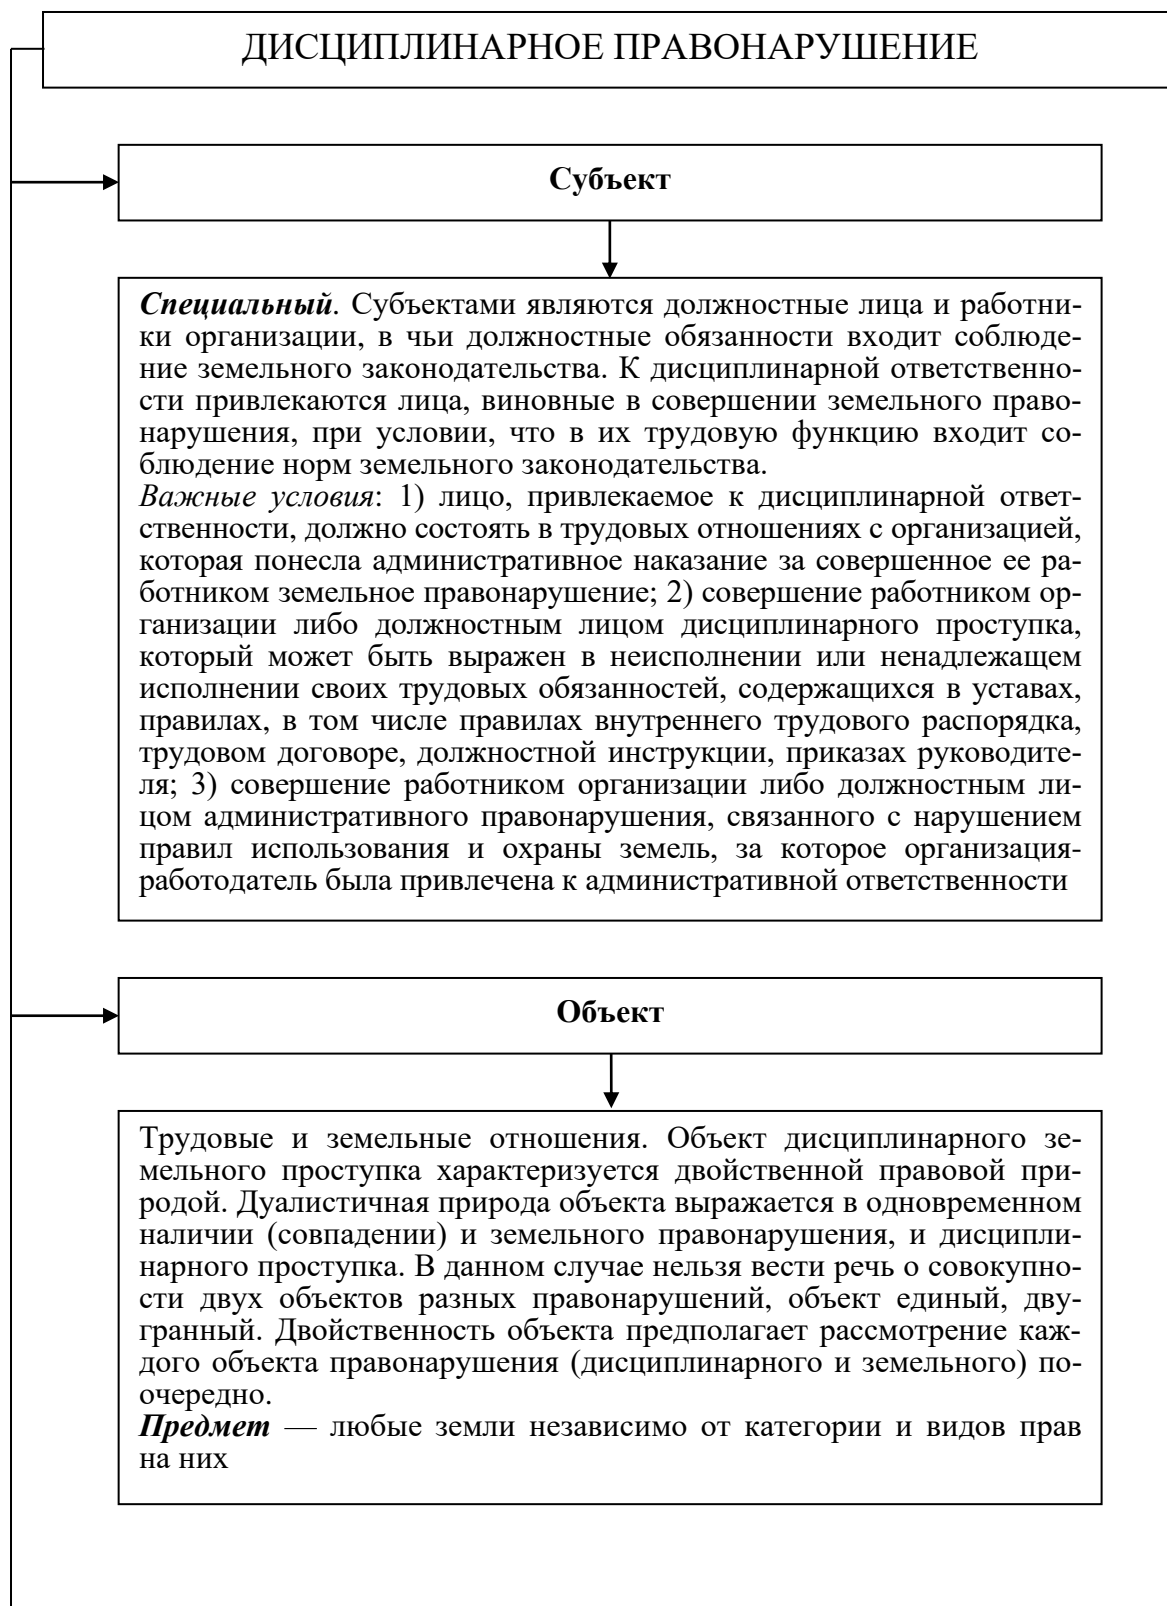 ДИСЦИПЛИНАРНОЕ ПРАВОНАРУШЕНИЕ
Субъект
Специальный. Субъектами являются должностные лица и работни-
ки организации, в чьи должностные обязанности входит соблюде-
ние земельного законодательства. К дисциплинарной ответственно-
сти привлекаются лица, виновные в совершении земельного право-
нарушения, при условии, что в их трудовую функцию входит со-
блюдение норм земельного законодательства.
Важные условия: 1) лицо, привлекаемое к дисциплинарной ответ-
ственности, должно состоять в трудовых отношениях с организацией,
которая понесла административное наказание за совершенное ее ра-
ботником земельное правонарушение; 2) совершение работником ор-
ганизации либо должностным лицом дисциплинарного проступка,
который может быть выражен в неисполнении или ненадлежащем
исполнении своих трудовых обязанностей, содержащихся в уставах,
правилах, в том числе правилах внутреннего трудового распорядка,
трудовом договоре, должностной инструкции, приказах руководите-
ля; 3) совершение работником организации либо должностным ли-
цом административного правонарушения, связанного с нарушением
правил использования и охраны земель, за которое организация-
работодатель была привлечена к административной ответственности
Объект
Трудовые и земельные отношения. Объект дисциплинарного зе-
мельного проступка характеризуется двойственной правовой при-
родой. Дуалистичная природа объекта выражается в одновременном
наличии (совпадении) и земельного правонарушения, и дисципли-
нарного проступка. В данном случае нельзя вести речь о совокупно-
сти двух объектов разных правонарушений, объект единый, дву-
гранный. Двойственность объекта предполагает рассмотрение каж-
дого объекта правонарушения (дисциплинарного и земельного) по-
очередно.
Предмет — любые земли независимо от категории и видов прав
на них